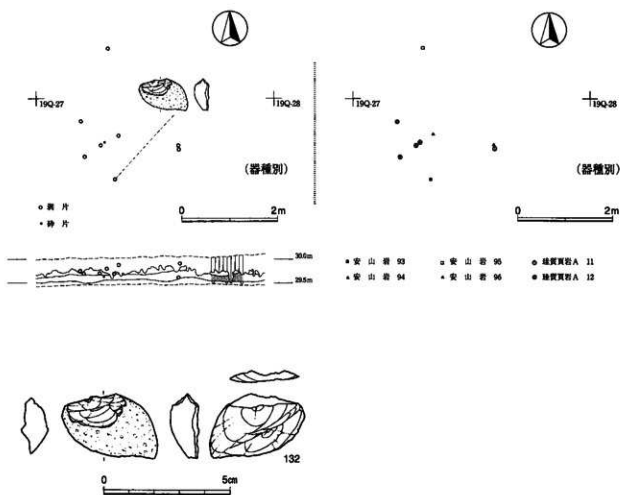 19Q-27
19Q-28
(器種別)
剥片
砕片
0 2m
30.0m
29.5m
19Q-27
19Q-28
(器種別)
0 2m
安山岩 93
安山岩 95
珪質頁岩A 11
安山岩 94
安山岩 96
珪質頁岩A 12
132
0 5cm